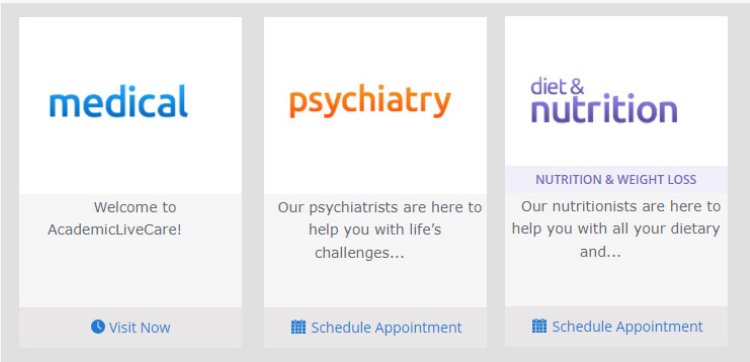 medical
Welcome to
AcademicLiveCare!
Visit Now
psychiatry
Our psychiatrists are here to
help you with life’s
challenges...
Schedule Appointment
diet &
nutrition
NUTRITION & WEIGHT LOSS
Our nutritionists are here to
help you with all your dietary
and...
Schedule Appointment